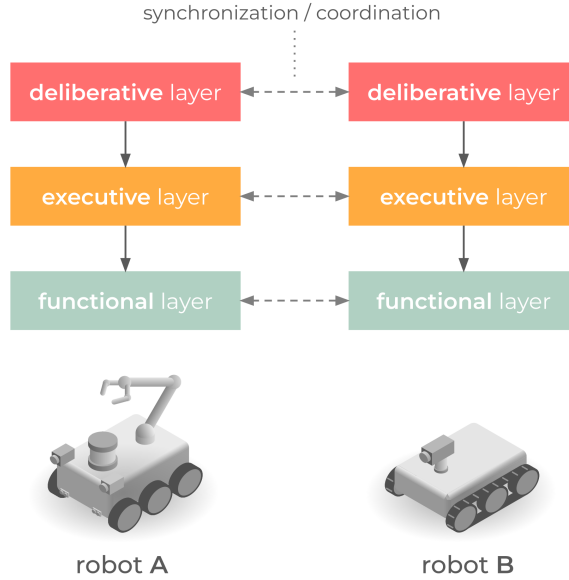 synchronization / coordination
deliberative layer
deliberative layer
executive layer
executive layer
functional layer
functional layer
robot A
robot B